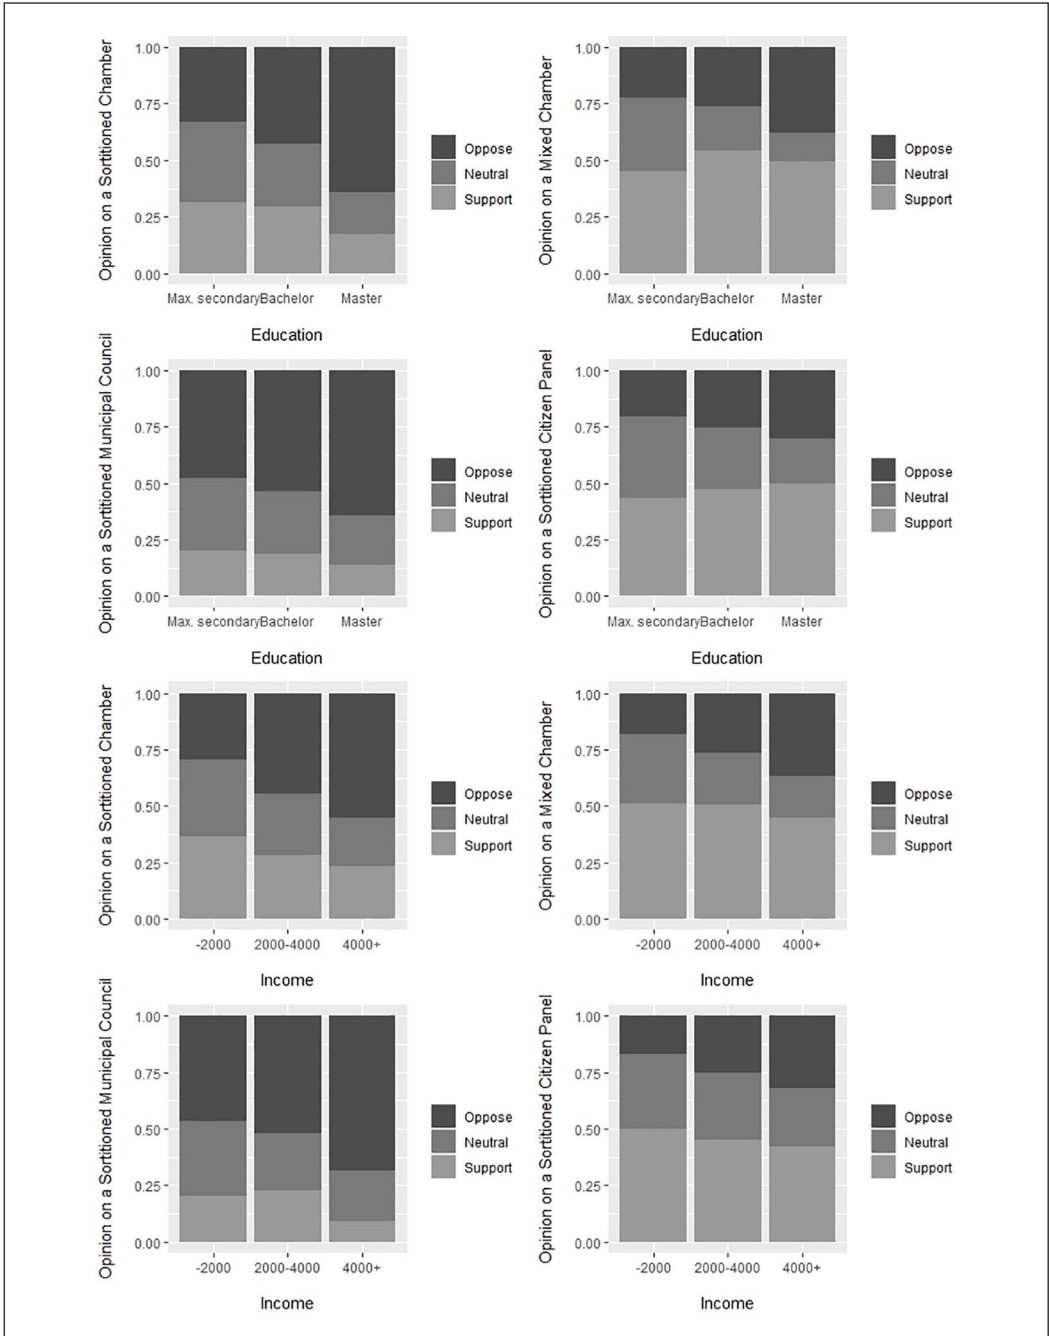 Opinion on a Sortitioned Chamber
1.00
0.75
0.50
0.25
0.00
Max. secondary Bachelor Master
Education
Oppose
Neutral
Support
Opinion on a Mixed Chamber
1.00
0.75
0.50
0.25
0.00
Max. secondary Bachelor Master
Education
Oppose
Neutral
Support
Opinion on a Sortitioned Municipal Council
1.00
0.75
0.50
0.25
0.00
Max. secondary Bachelor Master
Education
Oppose
Neutral
Support
Opinion on a Sortitioned Citizen Panel
1.00
0.75
0.50
0.25
0.00
Max. secondary Bachelor Master
Education
Oppose
Neutral
Support
Opinion on a Sortitioned Chamber
1.00
0.75
0.50
0.25
0.00
-2000 2000-4000 4000+
Income
Oppose
Neutral
Support
Opinion on a Mixed Chamber
1.00
0.75
0.50
0.25
0.00
-2000 2000-4000 4000+
Income
Oppose
Neutral
Support
Opinion on a Sortitioned Municipal Council
1.00
0.75
0.50
0.25
0.00
-2000 2000-4000 4000+
Income
Oppose
Neutral
Support
Opinion on a Sortitioned Citizen Panel
1.00
0.75
0.50
0.25
0.00
-2000 2000-4000 4000+
Income
Oppose
Neutral
Support